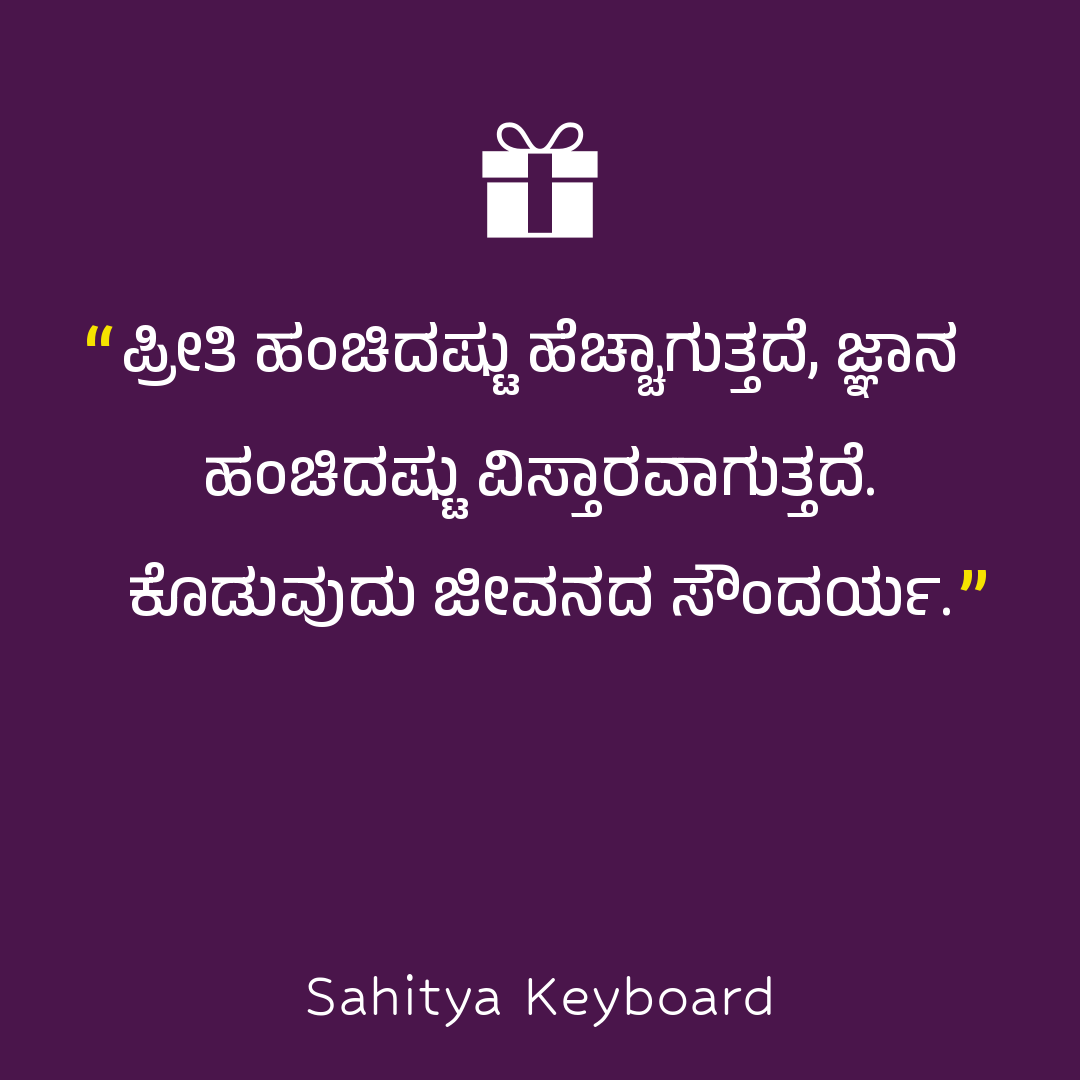 “ ಪ್ರೀತಿ ಹಂಚಿದಷ್ಟು ಹೆಚ್ಚಾಗುತ್ತದೆ, ಜ್ಞಾನ
ಹಂಚಿದಷ್ಟು ವಿಸ್ತಾರವಾಗುತ್ತದೆ.
ಕೊಡುವುದು ಜೀವನದ ಸೌಂದರ್ಯ. ”
Sahitya Keyboard